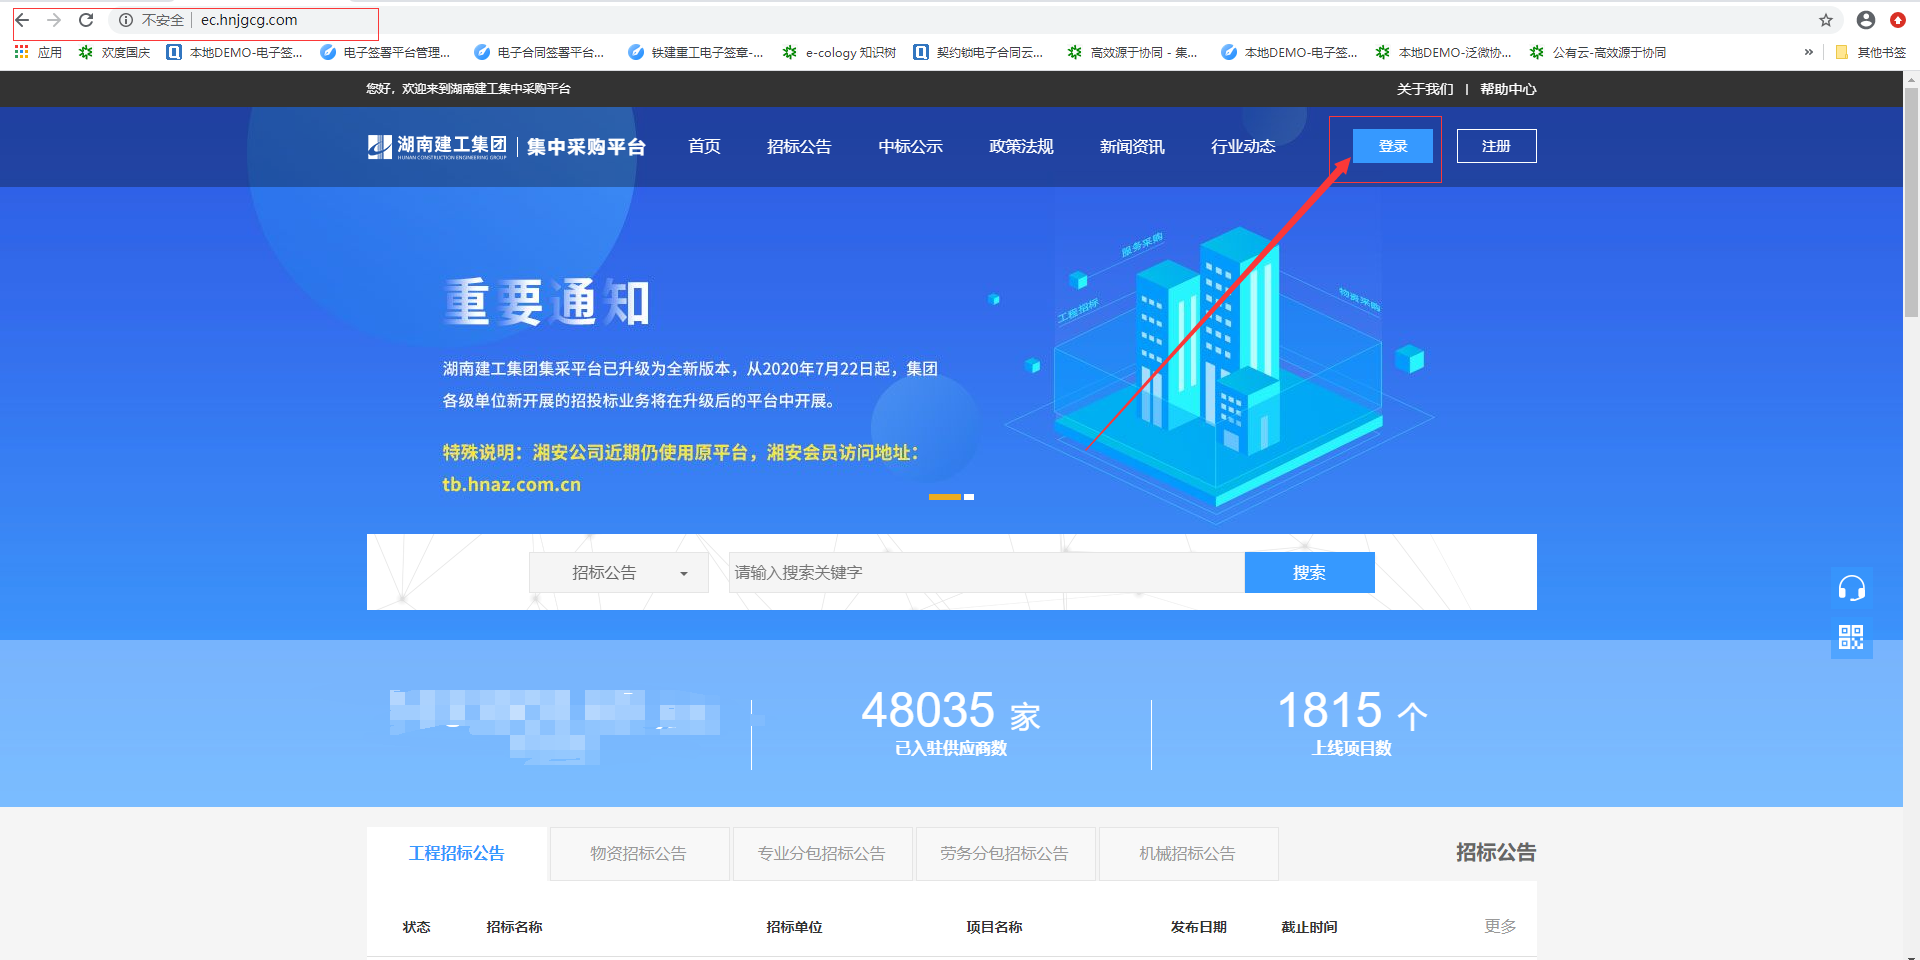 不安全 ec.hnjgcg.com
应用 欢度国庆 本地DEMO-电子签... 电子签署平台管理... 电子合同签署平台... 铁建重工电子签章-... e-cology 知识树 契约锁电子合同云... 高效源于协同 - 集... 本地DEMO-电子签... 本地DEMO-泛微协... 公有云-高效源于协同 » 其他书签
您好，欢迎来到湖南建工集中采购平台 关于我们 | 帮助中心
湖南建工集团 集中采购平台 首页 招标公告 中标公示 政策法规 新闻资讯 行业动态 登录 注册
HUNAN CONSTRUCTION ENGINEERING GROUP
服务采购
物资采购
工程招标
重要通知
湖南建工集团集采平台已升级为全新版本，从2020年7月22日起，集团
各级单位新开展的招投标业务将在升级后的平台中开展。
特殊说明：湘安公司近期仍使用原平台，湘安会员访问地址：
tb.hnaz.com.cn
招标公告 请输入搜索关键字 搜索
48035 家 1815 个
已入驻供应商数 上线项目数
工程招标公告 物资招标公告 专业分包招标公告 劳务分包招标公告 机械招标公告 招标公告
状态 招标名称 招标单位 项目名称 发布日期 截止时间 更多